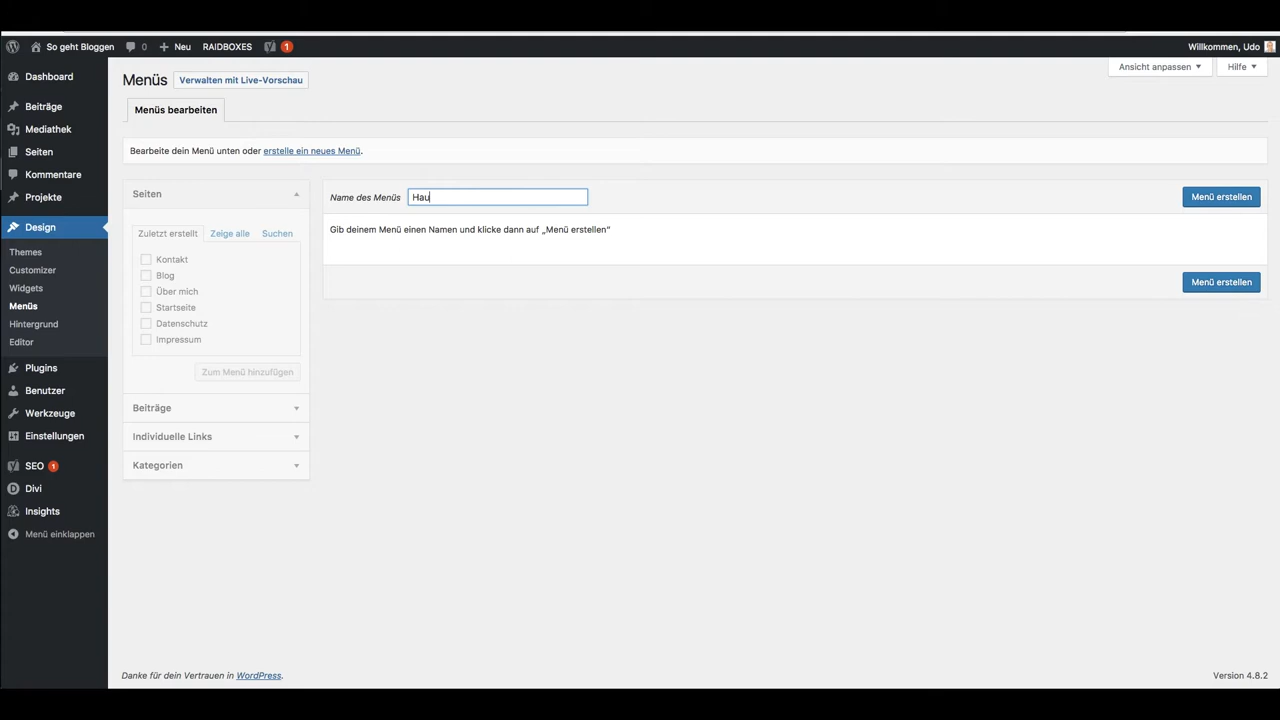 So geht Bloggen 0 Neu RAIDBOXES 1 Willkommen, Udo
Dashboard
Beiträge
Mediathek
Seiten
Kommentare
Projekte
Design
Themes
Customizer
Widgets
Menüs
Hintergrund
Editor
Plugins
Benutzer
Werkzeuge
Einstellungen
SEO 1
Divi
Insights
Menü einklappen
Ansicht anpassen Hilfe
Menüs Verwalten mit Live-Vorschau
Menüs bearbeiten
Bearbeite dein Menü unten oder erstelle ein neues Menü.
Seiten
Zuletzt erstellt Zeige alle Suchen
Kontakt
Blog
Über mich
Startseite
Datenschutz
Impressum
Zum Menü hinzufügen
Beiträge
Individuelle Links
Kategorien
Name des Menüs Hau Menü erstellen
Gib deinem Menü einen Namen und klicke dann auf „Menü erstellen“
Menü erstellen
Danke für dein Vertrauen in WordPress. Version 4.8.2